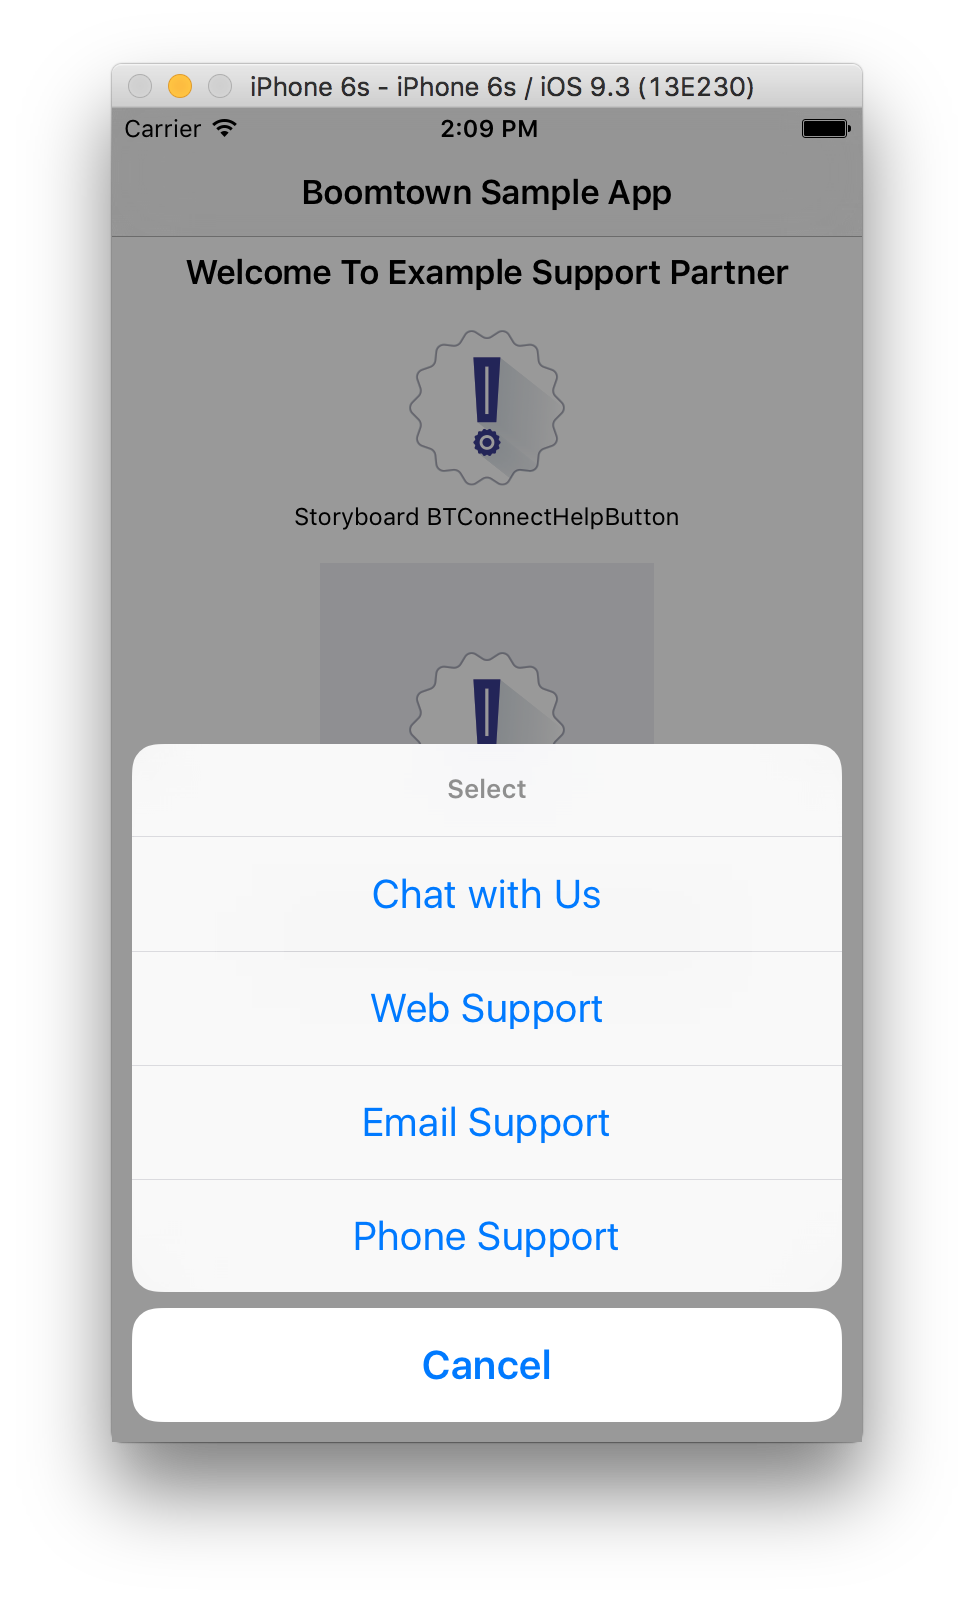 iPhone 6s - iPhone 6s / iOS 9.3 (13E230)
Carrier 2:09 PM
Boomtown Sample App
Welcome To Example Support Partner
Storyboard BTConnectHelpButton
Select
Chat with Us
Web Support
Email Support
Phone Support
Cancel